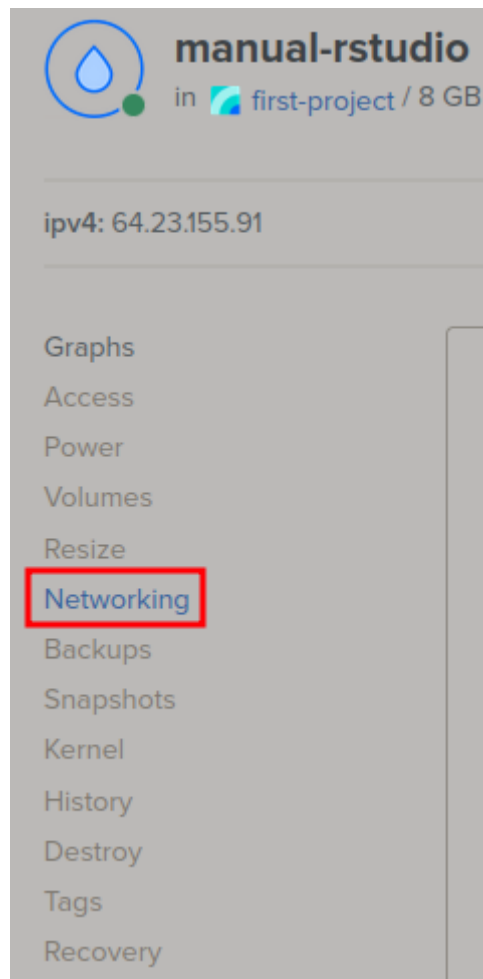 manual-rstudio
in first-project / 8 GB
ipv4: 64.23.155.91
Graphs
Access
Power
Volumes
Resize
Networking
Backups
Snapshots
Kernel
History
Destroy
Tags
Recovery